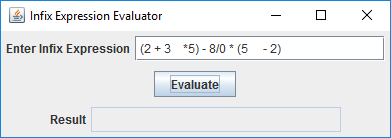 Infix Expression Evaluator
Enter Infix Expression (2 + 3    *5) - 8/0 * (5    - 2)
Evaluate
Result